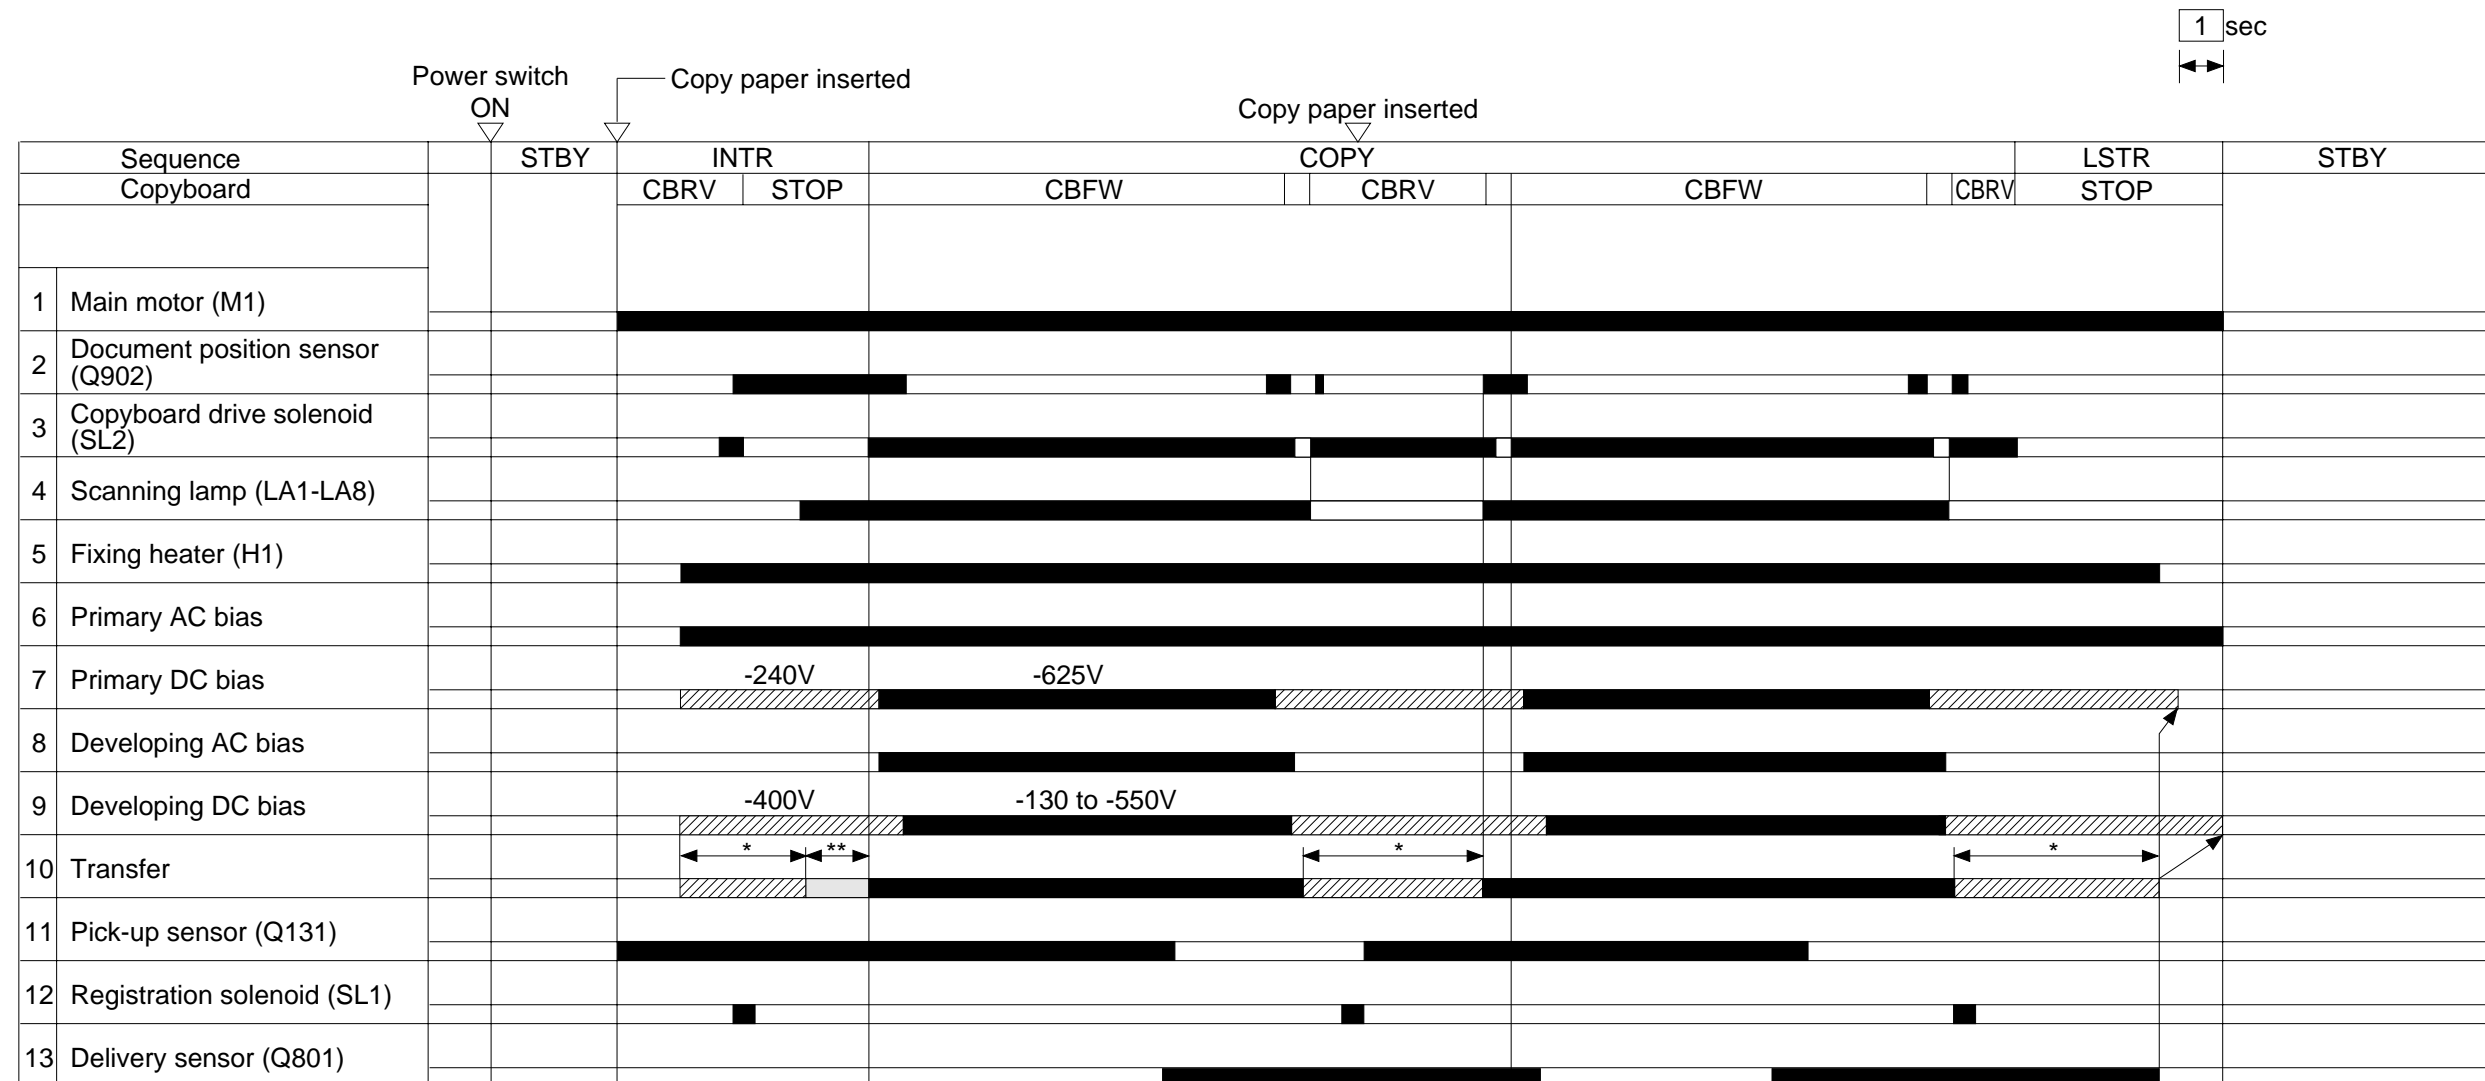 1 sec
Power switch
ON
Copy paper inserted
Copy paper inserted
Sequence STBY INTR COPY LSTR STBY
Copyboard CBRV STOP CBFW CBRV CBFW CBRV STOP
1 Main motor (M1)
2 Document position sensor
(Q902)
3 Copyboard drive solenoid
(SL2)
4 Scanning lamp (LA1-LA8)
5 Fixing heater (H1)
6 Primary AC bias
7 Primary DC bias -240V -625V
8 Developing AC bias
9 Developing DC bias -400V -130 to -550V
10 Transfer * ** * *
11 Pick-up sensor (Q131)
12 Registration solenoid (SL1)
13 Delivery sensor (Q801)